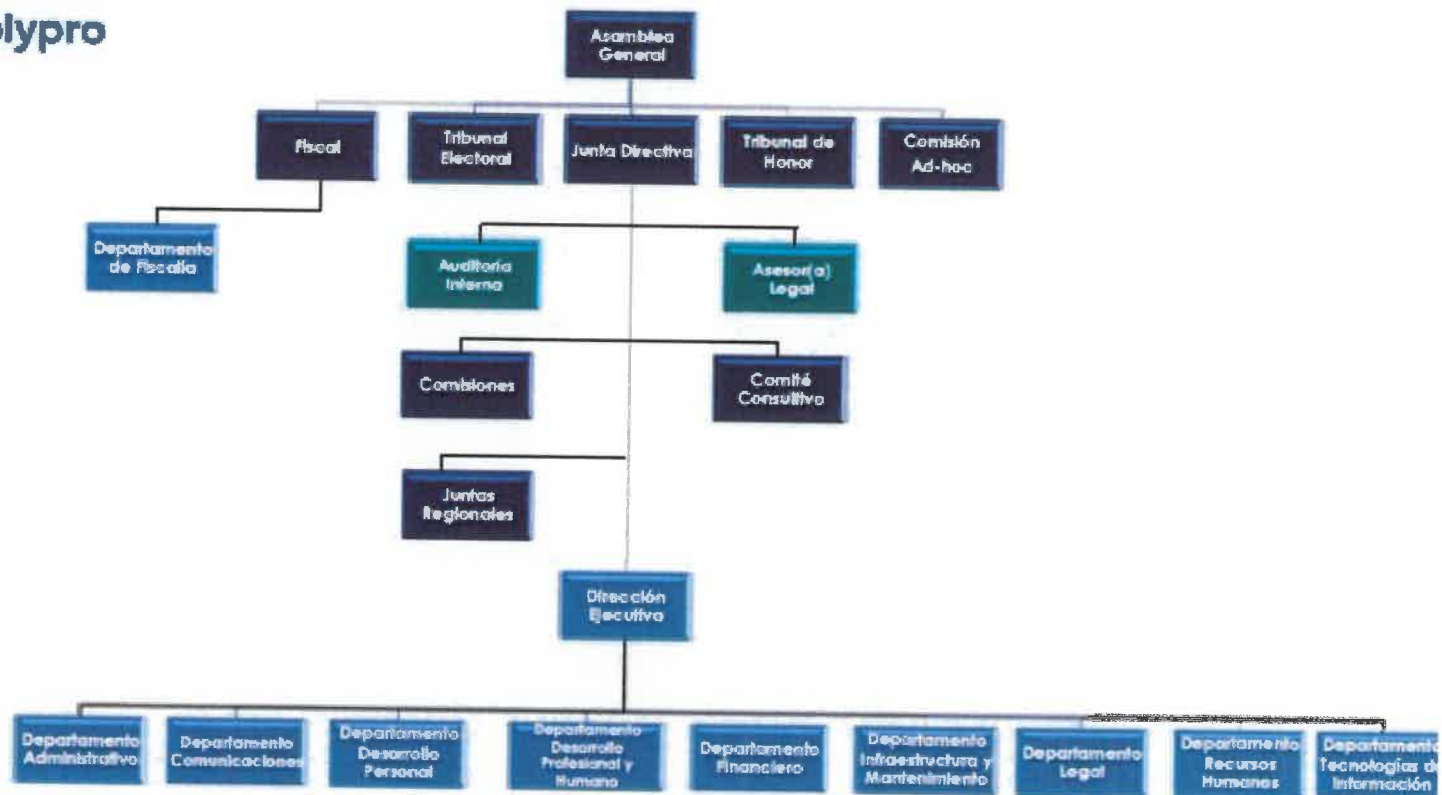 Asamblea
General
Fiscal
Tribunal
Electoral
Junta Directiva
Tribunal de
Honor
Comisión
Ad-hoc
Departamento
de Fiscalía
Auditoría
Interna
Asesor(a)
Legal
Comisiones
Comité
Consultivo
Juntas
Regionales
Dirección
Ejecutiva
Departamento
Administrativo
Departamento
Comunicaciones
Departamento
Desarrollo
Personal
Departamento
Desarrollo
Profesional y
Humano
Departamento
Financiero
Departamento
Infraestructura y
Mantenimiento
Departamento
Legal
Departamento
Recursos
Humanos
Departamento
Tecnologías de
Información